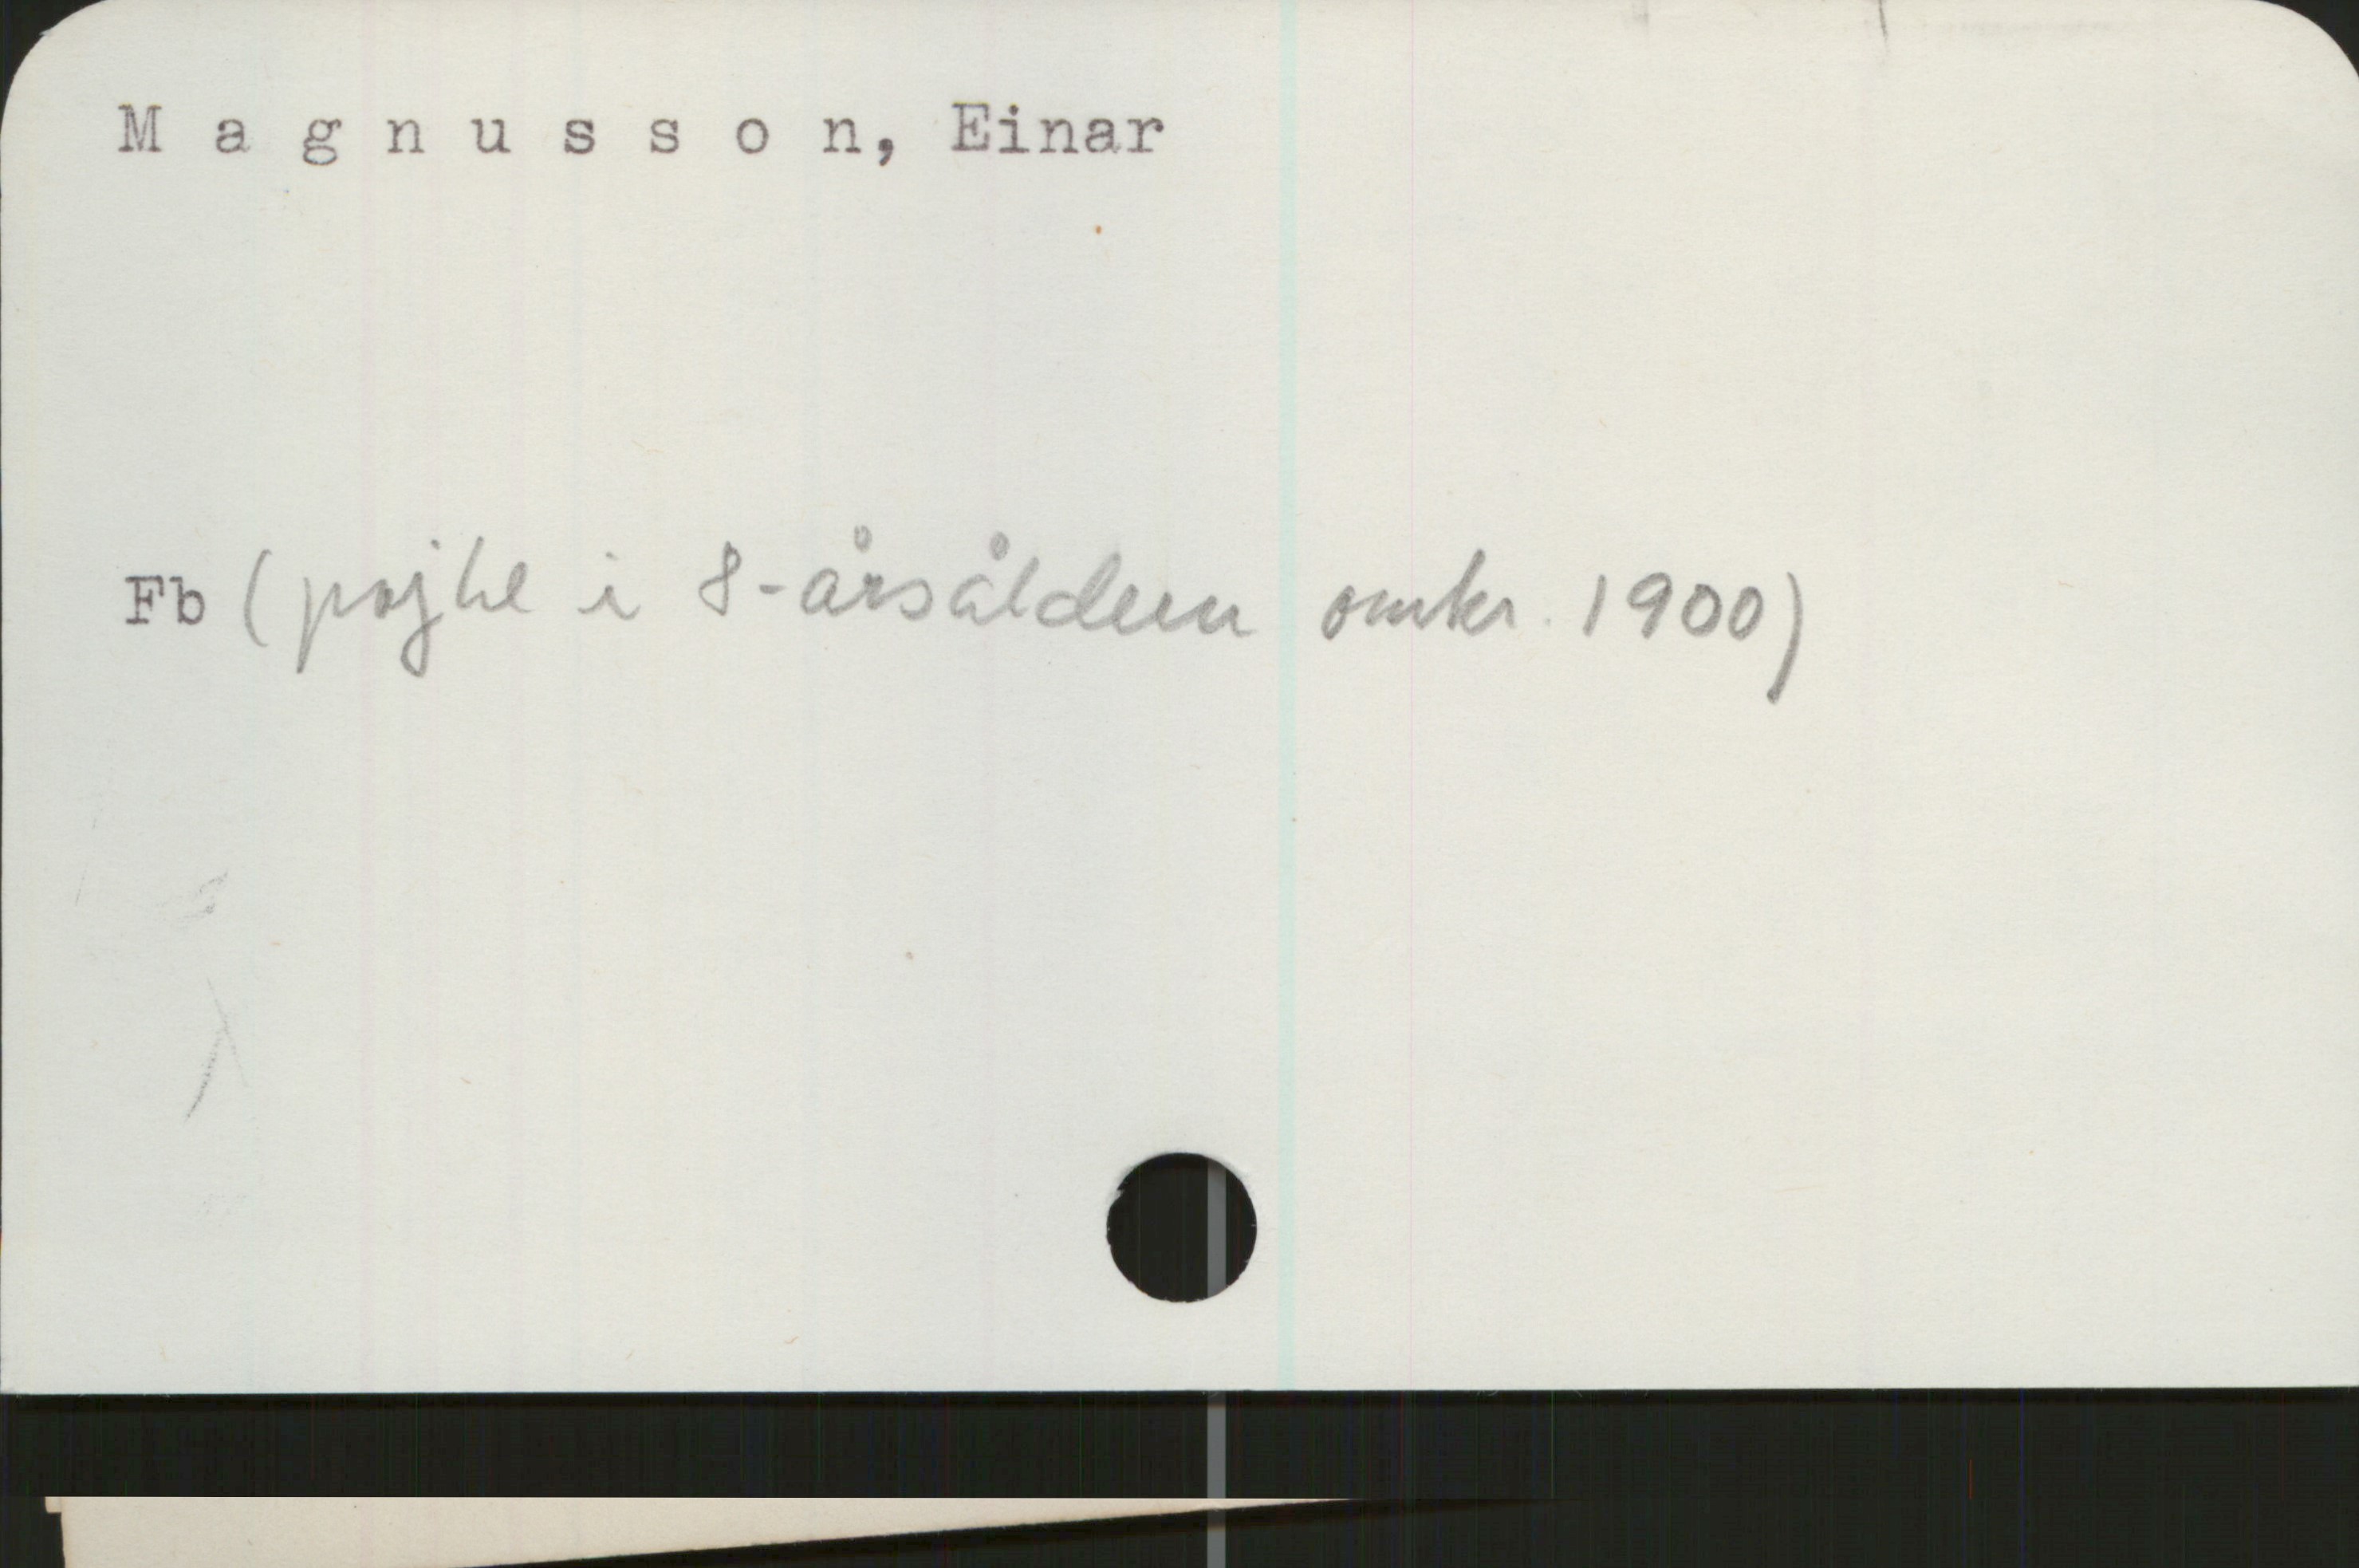 M a g n u s s o n, Einar
Fb (pojke i 8-årsåldern omkr. 1900)